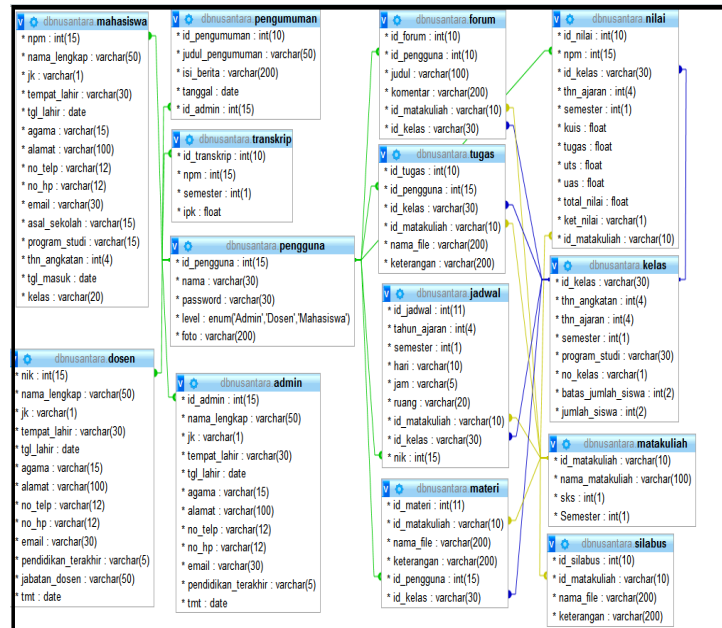 dbnusantara mahasiswa
* npm : int(15)
* nama_lengkap : varchar(50)
* jk : varchar(1)
* tempat_lahir : varchar(30)
* tgl_lahir : date
* agama : varchar(15)
* alamat : varchar(100)
* no_telp : varchar(12)
* no_hp : varchar(12)
* email : varchar(30)
* asal_sekolah : varchar(15)
* program_studi : varchar(15)
* thn_angkatan : int(4)
* tgl_masuk : date
* kelas : varchar(20)
dbnusantara dosen
* nik : int(15)
* nama_lengkap : varchar(50)
* jk : varchar(1)
* tempat_lahir : varchar(30)
* tgl_lahir : date
* agama : varchar(15)
* alamat : varchar(100)
* no_telp : varchar(12)
* no_hp : varchar(12)
* email : varchar(30)
* pendidikan_terakhir : varchar(5)
* jabatan_dosen : varchar(50)
* tmt : date
dbnusantara pengumuman
* id_pengumuman : int(10)
* judul_pengumuman : varchar(50)
* isi_berita : varchar(200)
* tanggal : date
* id_admin : int(15)
dbnusantara transkrip
* id_transkrip : int(10)
* npm : int(15)
* semester : int(1)
* ipk : float
dbnusantara pengguna
* id_pengguna : int(15)
* nama : varchar(30)
* password : varchar(30)
* level : enum('Admin','Dosen','Mahasiswa')
* foto : varchar(200)
dbnusantara admin
* id_admin : int(15)
* nama_lengkap : varchar(50)
* jk : varchar(1)
* tempat_lahir : varchar(30)
* tgl_lahir : date
* agama : varchar(15)
* alamat : varchar(100)
* no_telp : varchar(12)
* no_hp : varchar(12)
* email : varchar(30)
* pendidikan_terakhir : varchar(5)
* tmt : date
dbnusantara forum
* id_forum : int(10)
* id_pengguna : int(10)
* judul : varchar(100)
* komentar : varchar(200)
* id_matakuliah : varchar(10)
* id_kelas : varchar(30)
dbnusantara tugas
* id_tugas : int(10)
* id_pengguna : int(15)
* id_kelas : varchar(30)
* id_matakuliah : varchar(10)
* nama_file : varchar(200)
* keterangan : varchar(200)
dbnusantara jadwal
* id_jadwal : int(11)
* tahun_ajaran : int(4)
* semester : int(1)
* hari : varchar(10)
* jam : varchar(5)
* ruang : varchar(20)
* id_matakuliah : varchar(10)
* id_kelas : varchar(30)
* nik : int(15)
dbnusantara materi
* id_materi : int(11)
* id_matakuliah : varchar(10)
* nama_file : varchar(200)
* keterangan : varchar(200)
* id_pengguna : int(15)
* id_kelas : varchar(30)
dbnusantara nilai
* id_nilai : int(10)
* npm : int(15)
* id_kelas : varchar(30)
* thn_ajaran : int(4)
* semester : int(1)
* kuis : float
* tugas : float
* uts : float
* uas : float
* total_nilai : float
* ket_nilai : varchar(1)
* id_matakuliah : varchar(10)
dbnusantara kelas
* id_kelas : varchar(30)
* thn_angkatan : int(4)
* thn_ajaran : int(4)
* semester : int(1)
* program_studi : varchar(30)
* no_kelas : varchar(1)
* batas_jumlah_siswa : int(2)
* jumlah_siswa : int(2)
dbnusantara matakuliah
* id_matakuliah : varchar(10)
* nama_matakuliah : varchar(100)
* sks : int(1)
* Semester : int(1)
dbnusantara silabus
* id_silabus : int(10)
* id_matakuliah : varchar(10)
* nama_file : varchar(200)
* keterangan : varchar(200)